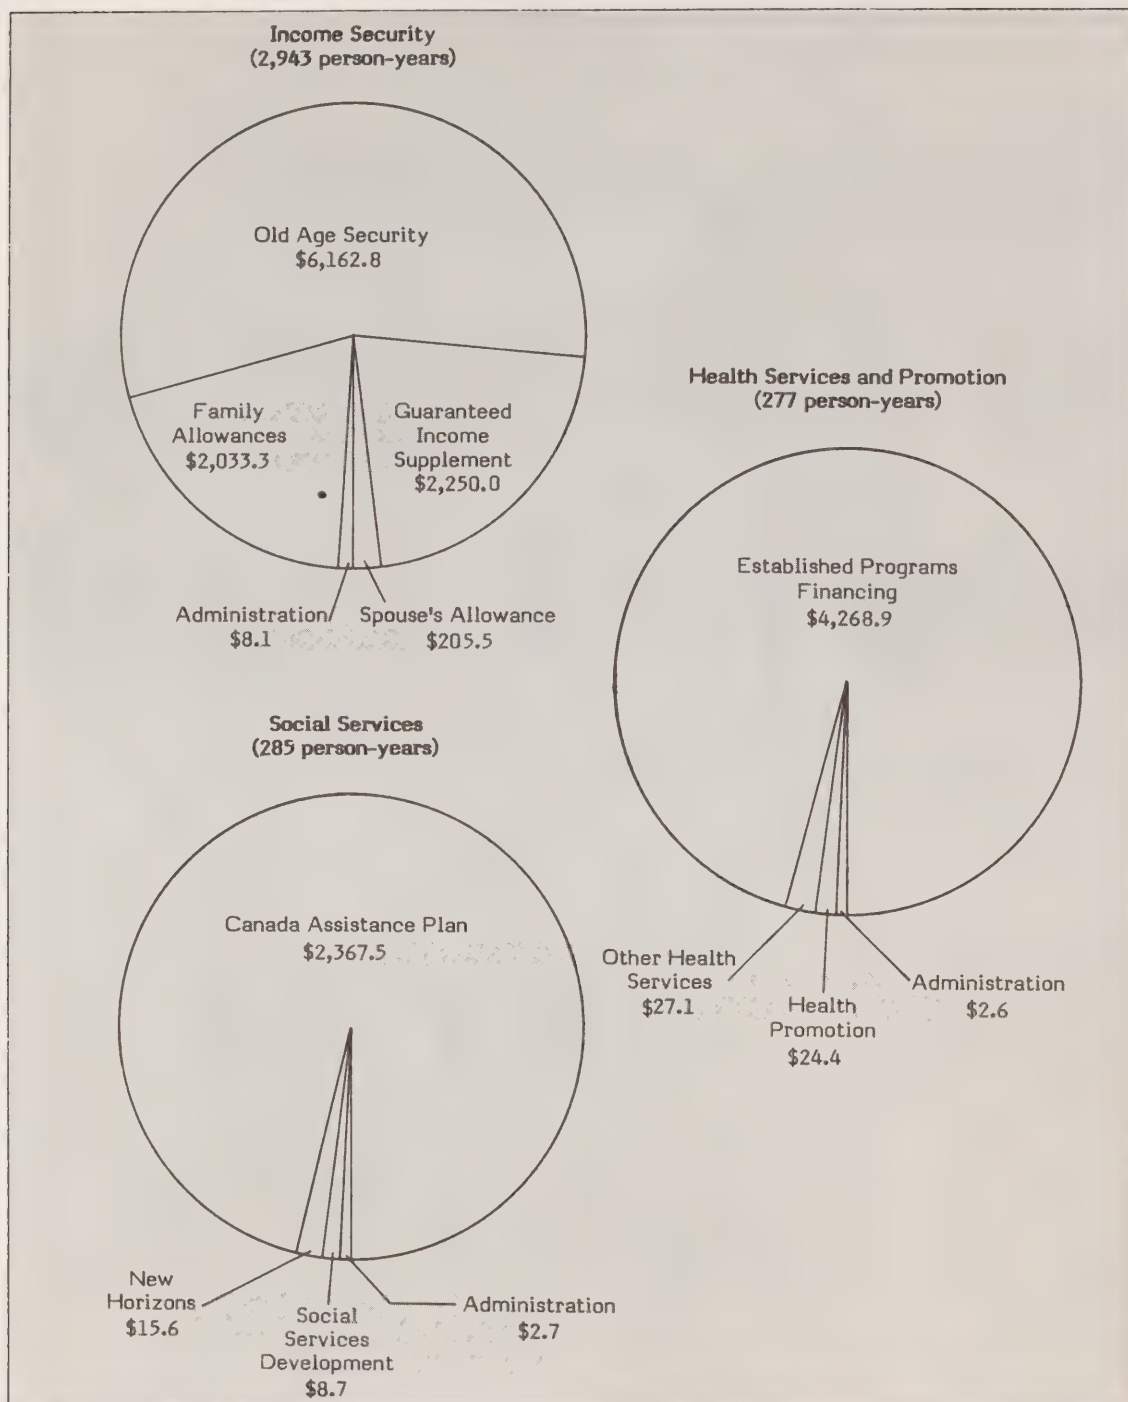 Income Security
(2,943 person-years)
Old Age Security
$6,162.8
Family
Allowances
$2,033.3
Guaranteed
Income
Supplement
$2,250.0
Administration
$8.1
Spouse's Allowance
$205.5
Health Services and Promotion
(277 person-years)
Established Programs
Financing
$4,268.9
Other Health
Services
$27.1
Health
Promotion
$24.4
Administration
$2.6
Social Services
(285 person-years)
Canada Assistance Plan
$2,367.5
New
Horizons
$15.6
Social
Services
Development
$8.7
Administration
$2.7